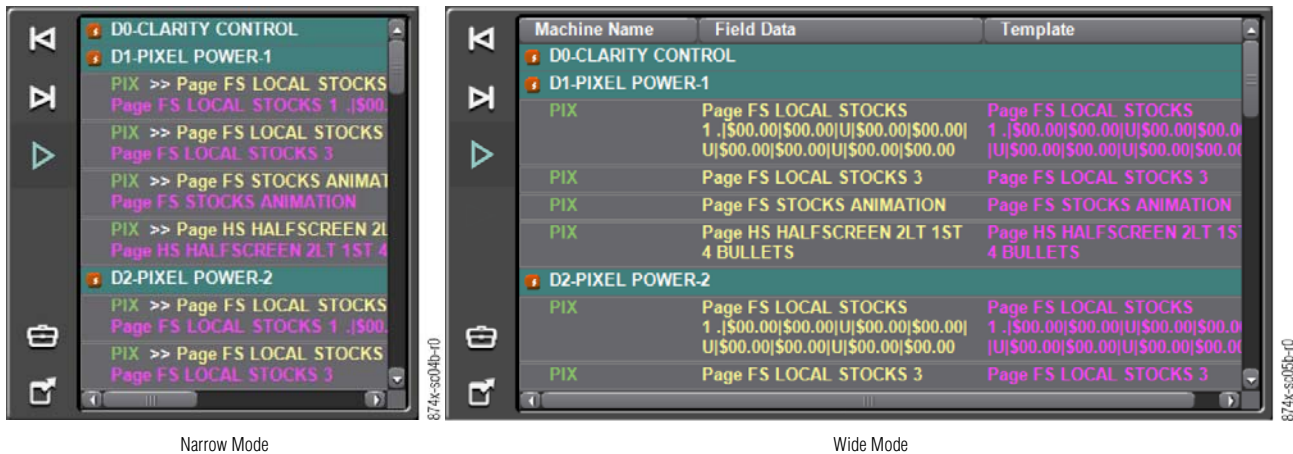 D0-CLARITY CONTROL
D1-PIXEL POWER-1
PIX >> Page FS LOCAL STOCKS
Page FS LOCAL STOCKS 1 .|$00.
PIX >> Page FS LOCAL STOCKS
Page FS LOCAL STOCKS 3
PIX >> Page FS STOCKS ANIMAT
Page FS STOCKS ANIMATION
PIX >> Page HS HALFSCREEN 2L
Page HS HALFSCREEN 2LT 1ST 4
D2-PIXEL POWER-2
PIX >> Page FS LOCAL STOCKS
Page FS LOCAL STOCKS 1 .|$00.
PIX >> Page FS LOCAL STOCKS
Page FS LOCAL STOCKS 3
874x-sp04b-r0
Narrow Mode
Machine Name Field Data Template
D0-CLARITY CONTROL
D1-PIXEL POWER-1
PIX Page FS LOCAL STOCKS Page FS LOCAL STOCKS
1 .|$00.00|$00.00|U|$00.00|$00.00| 1 .|$00.00|$00.00|U|$00.00|$00.0
U|$00.00|$00.00|U|$00.00|$00.00 |U|$00.00|$00.00|U|$00.00|$00.00
PIX Page FS LOCAL STOCKS 3 Page FS LOCAL STOCKS 3
PIX Page FS STOCKS ANIMATION Page FS STOCKS ANIMATION
PIX Page HS HALFSCREEN 2LT 1ST Page HS HALFSCREEN 2LT 1ST
4 BULLETS 4 BULLETS
D2-PIXEL POWER-2
PIX Page FS LOCAL STOCKS Page FS LOCAL STOCKS
1 .|$00.00|$00.00|U|$00.00|$00.00| 1 .|$00.00|$00.00|U|$00.00|$00.0
U|$00.00|$00.00|U|$00.00|$00.00 |U|$00.00|$00.00|U|$00.00|$00.00
PIX Page FS LOCAL STOCKS 3 Page FS LOCAL STOCKS 3
874x-sp05b-r0
Wide Mode